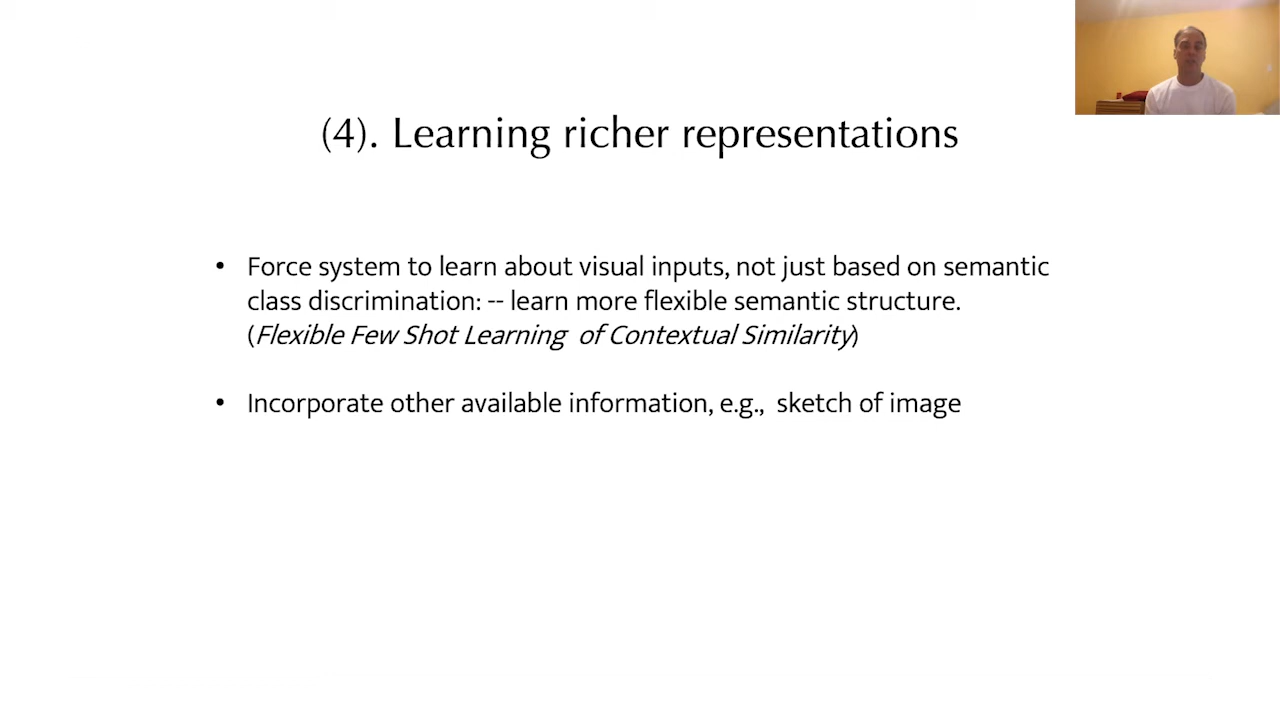 (4). Learning richer representations
• Force system to learn about visual inputs, not just based on semantic
class discrimination: -- learn more flexible semantic structure.
(Flexible Few Shot Learning of Contextual Similarity)
• Incorporate other available information, e.g., sketch of image